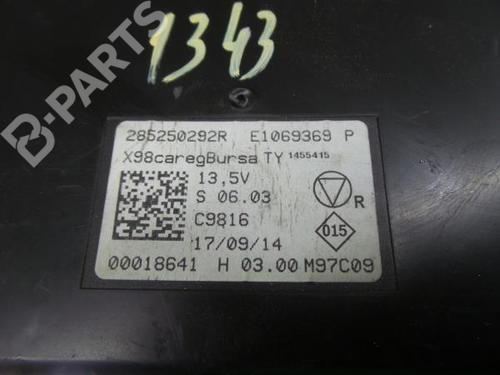 1343
B-PARTS
285250292R E1069369 P
X98caregBursa TY 1455415
13,5V
S 06.03
R
C9816
015
17/09/14
00018641 H 03.00 M97C09
B-PARTS